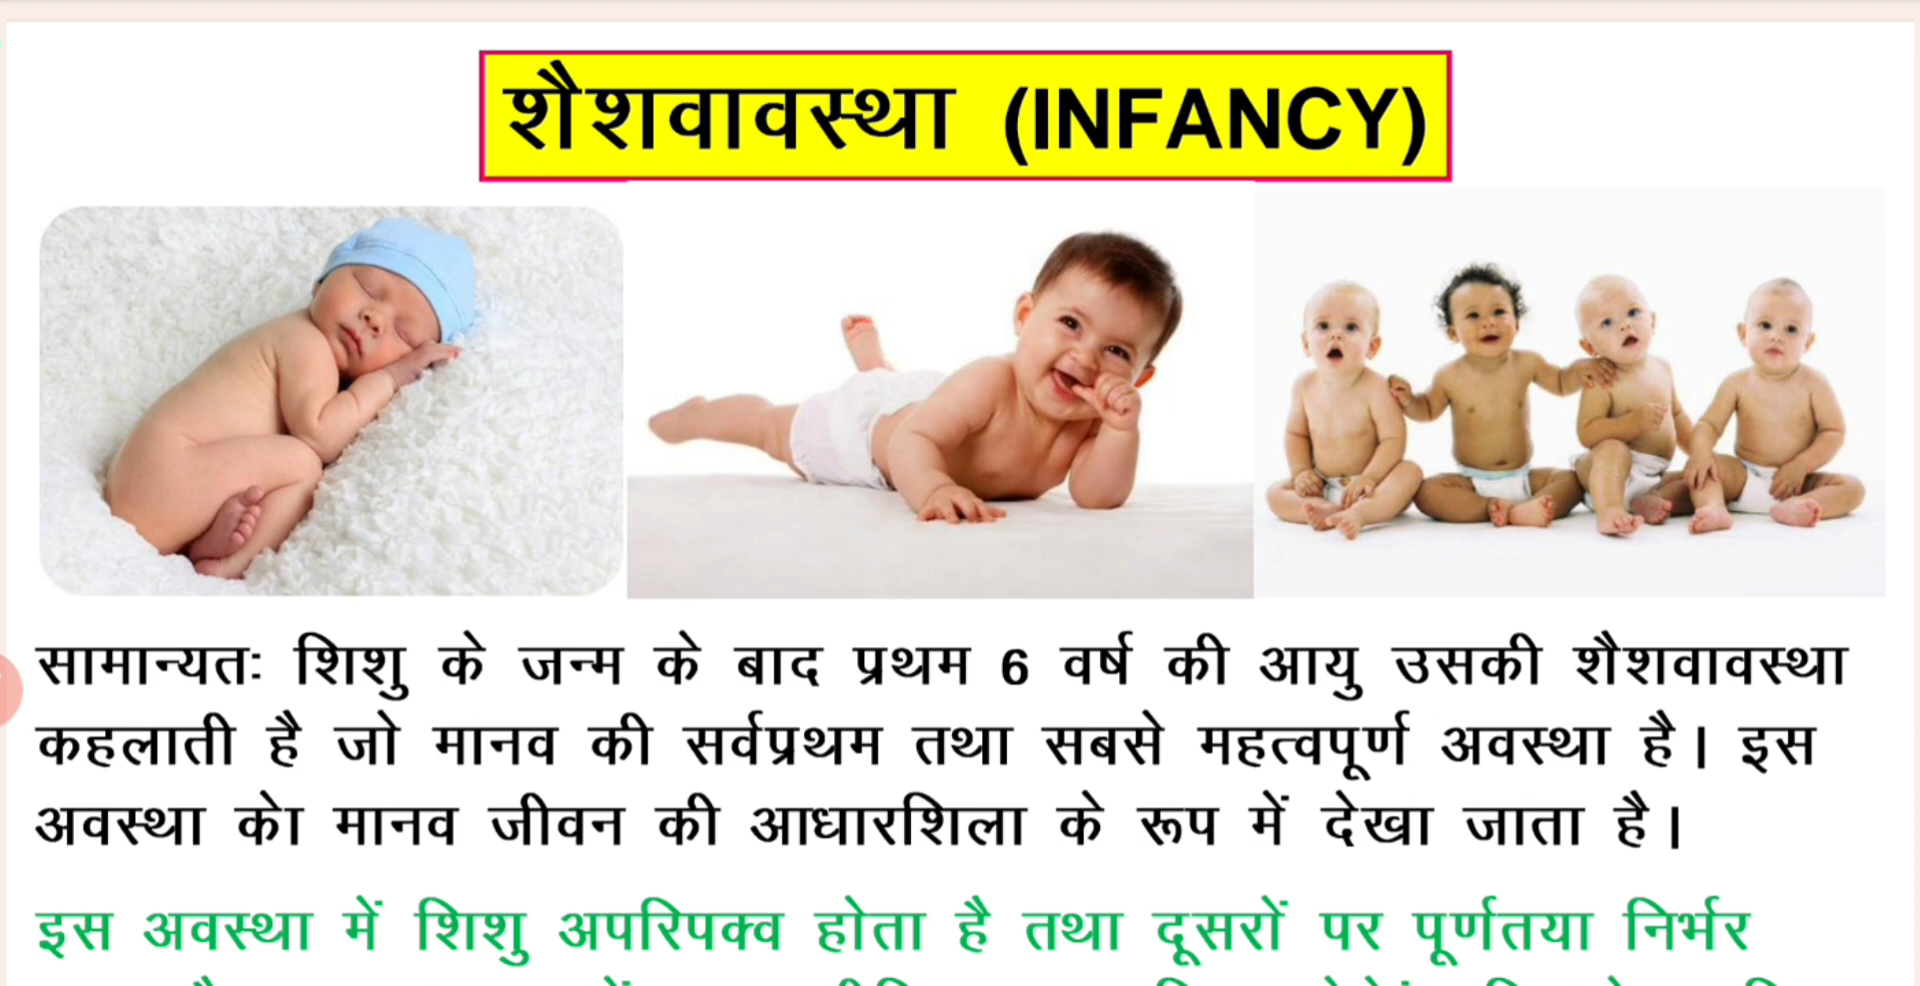 शैशवावस्था (INFANCY)
सामान्यतः शिशु के जन्म के बाद प्रथम 6 वर्ष की आयु उसकी शैशवावस्था
कहलाती है जो मानव की सर्वप्रथम तथा सबसे महत्वपूर्ण अवस्था है। इस
अवस्था केा मानव जीवन की आधारशिला के रूप में देखा जाता है।
इस अवस्था में शिशु अपरिपक्व होता है तथा दूसरों पर पूर्णतया निर्भर